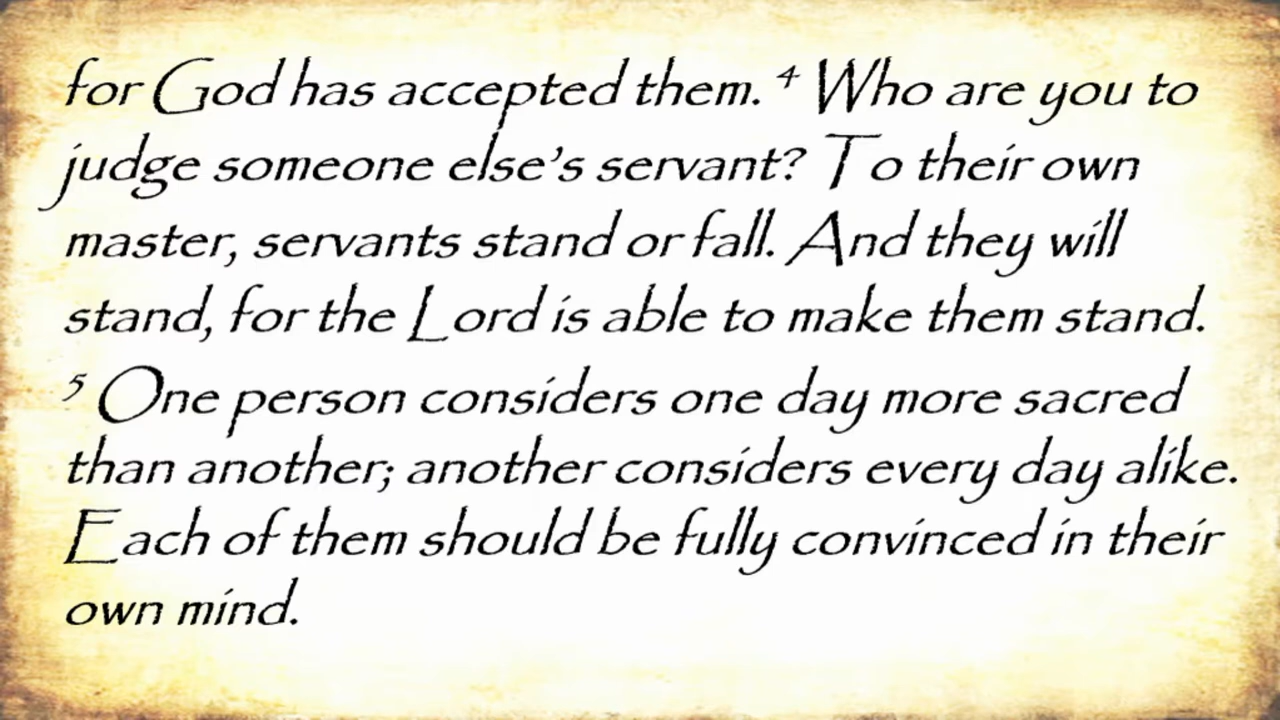 for God has accepted them. ⁴ Who are you to
judge someone else’s servant? To their own
master, servants stand or fall. And they will
stand, for the Lord is able to make them stand.
⁵ One person considers one day more sacred
than another; another considers every day alike.
Each of them should be fully convinced in their
own mind.